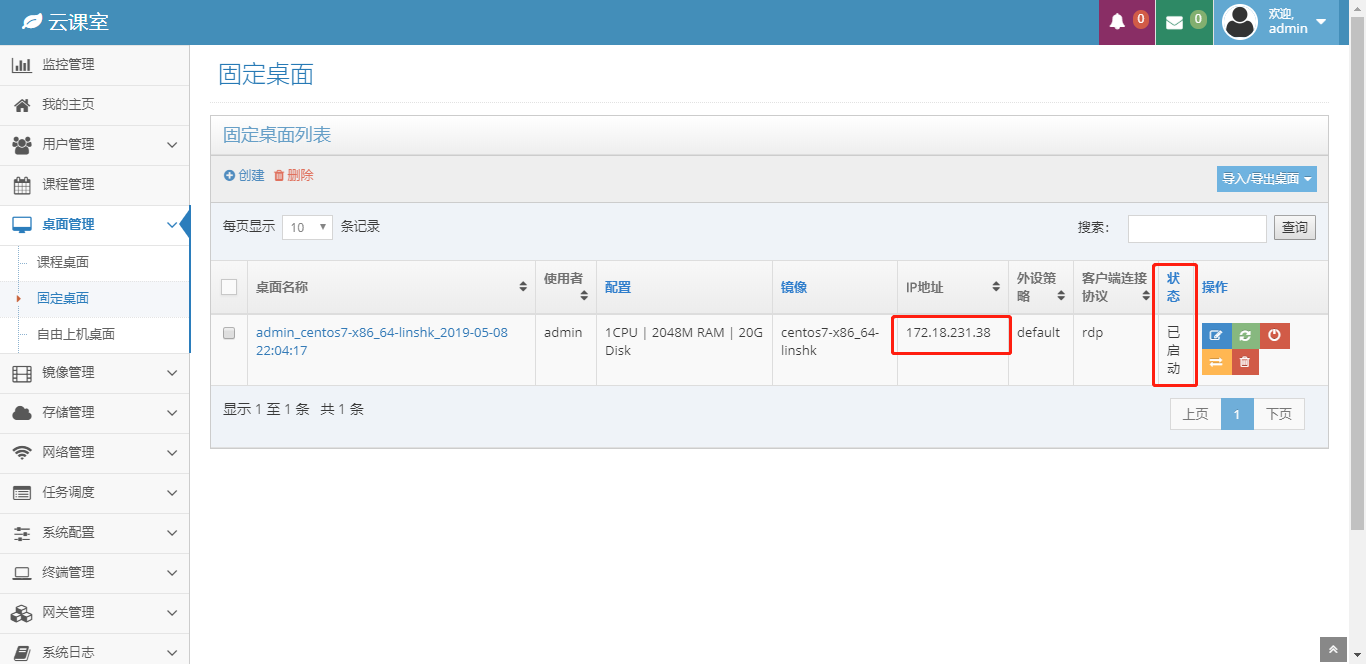 云课室
0
0
欢迎,
admin
监控管理
我的主页
用户管理
课程管理
桌面管理
课程桌面
固定桌面
自由上机桌面
镜像管理
存储管理
网络管理
任务调度
系统配置
终端管理
网关管理
系统日志
固定桌面
固定桌面列表
创建 删除
导入/导出桌面
每页显示 10 条记录
搜索：
查询
桌面名称
使用者
配置
镜像
IP地址
外设策
略
客户端连接
协议
状
态
操作
admin_centos7-x86_64-linshk_2019-05-08
22:04:17
admin
1CPU | 2048M RAM | 20G
Disk
centos7-x86_64-
linshk
172.18.231.38
default
rdp
已
启
动
显示 1 至 1 条 共 1 条
上页 1 下页